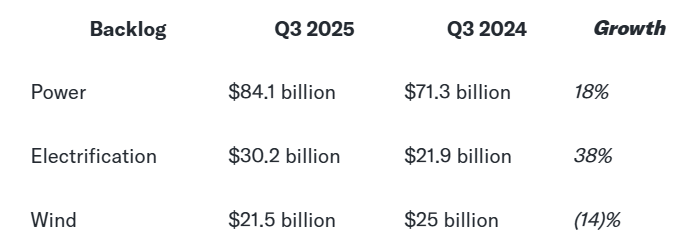 Backlog Q3 2025 Q3 2024 Growth
Power $84.1 billion $71.3 billion 18%
Electrification $30.2 billion $21.9 billion 38%
Wind $21.5 billion $25 billion (14)%